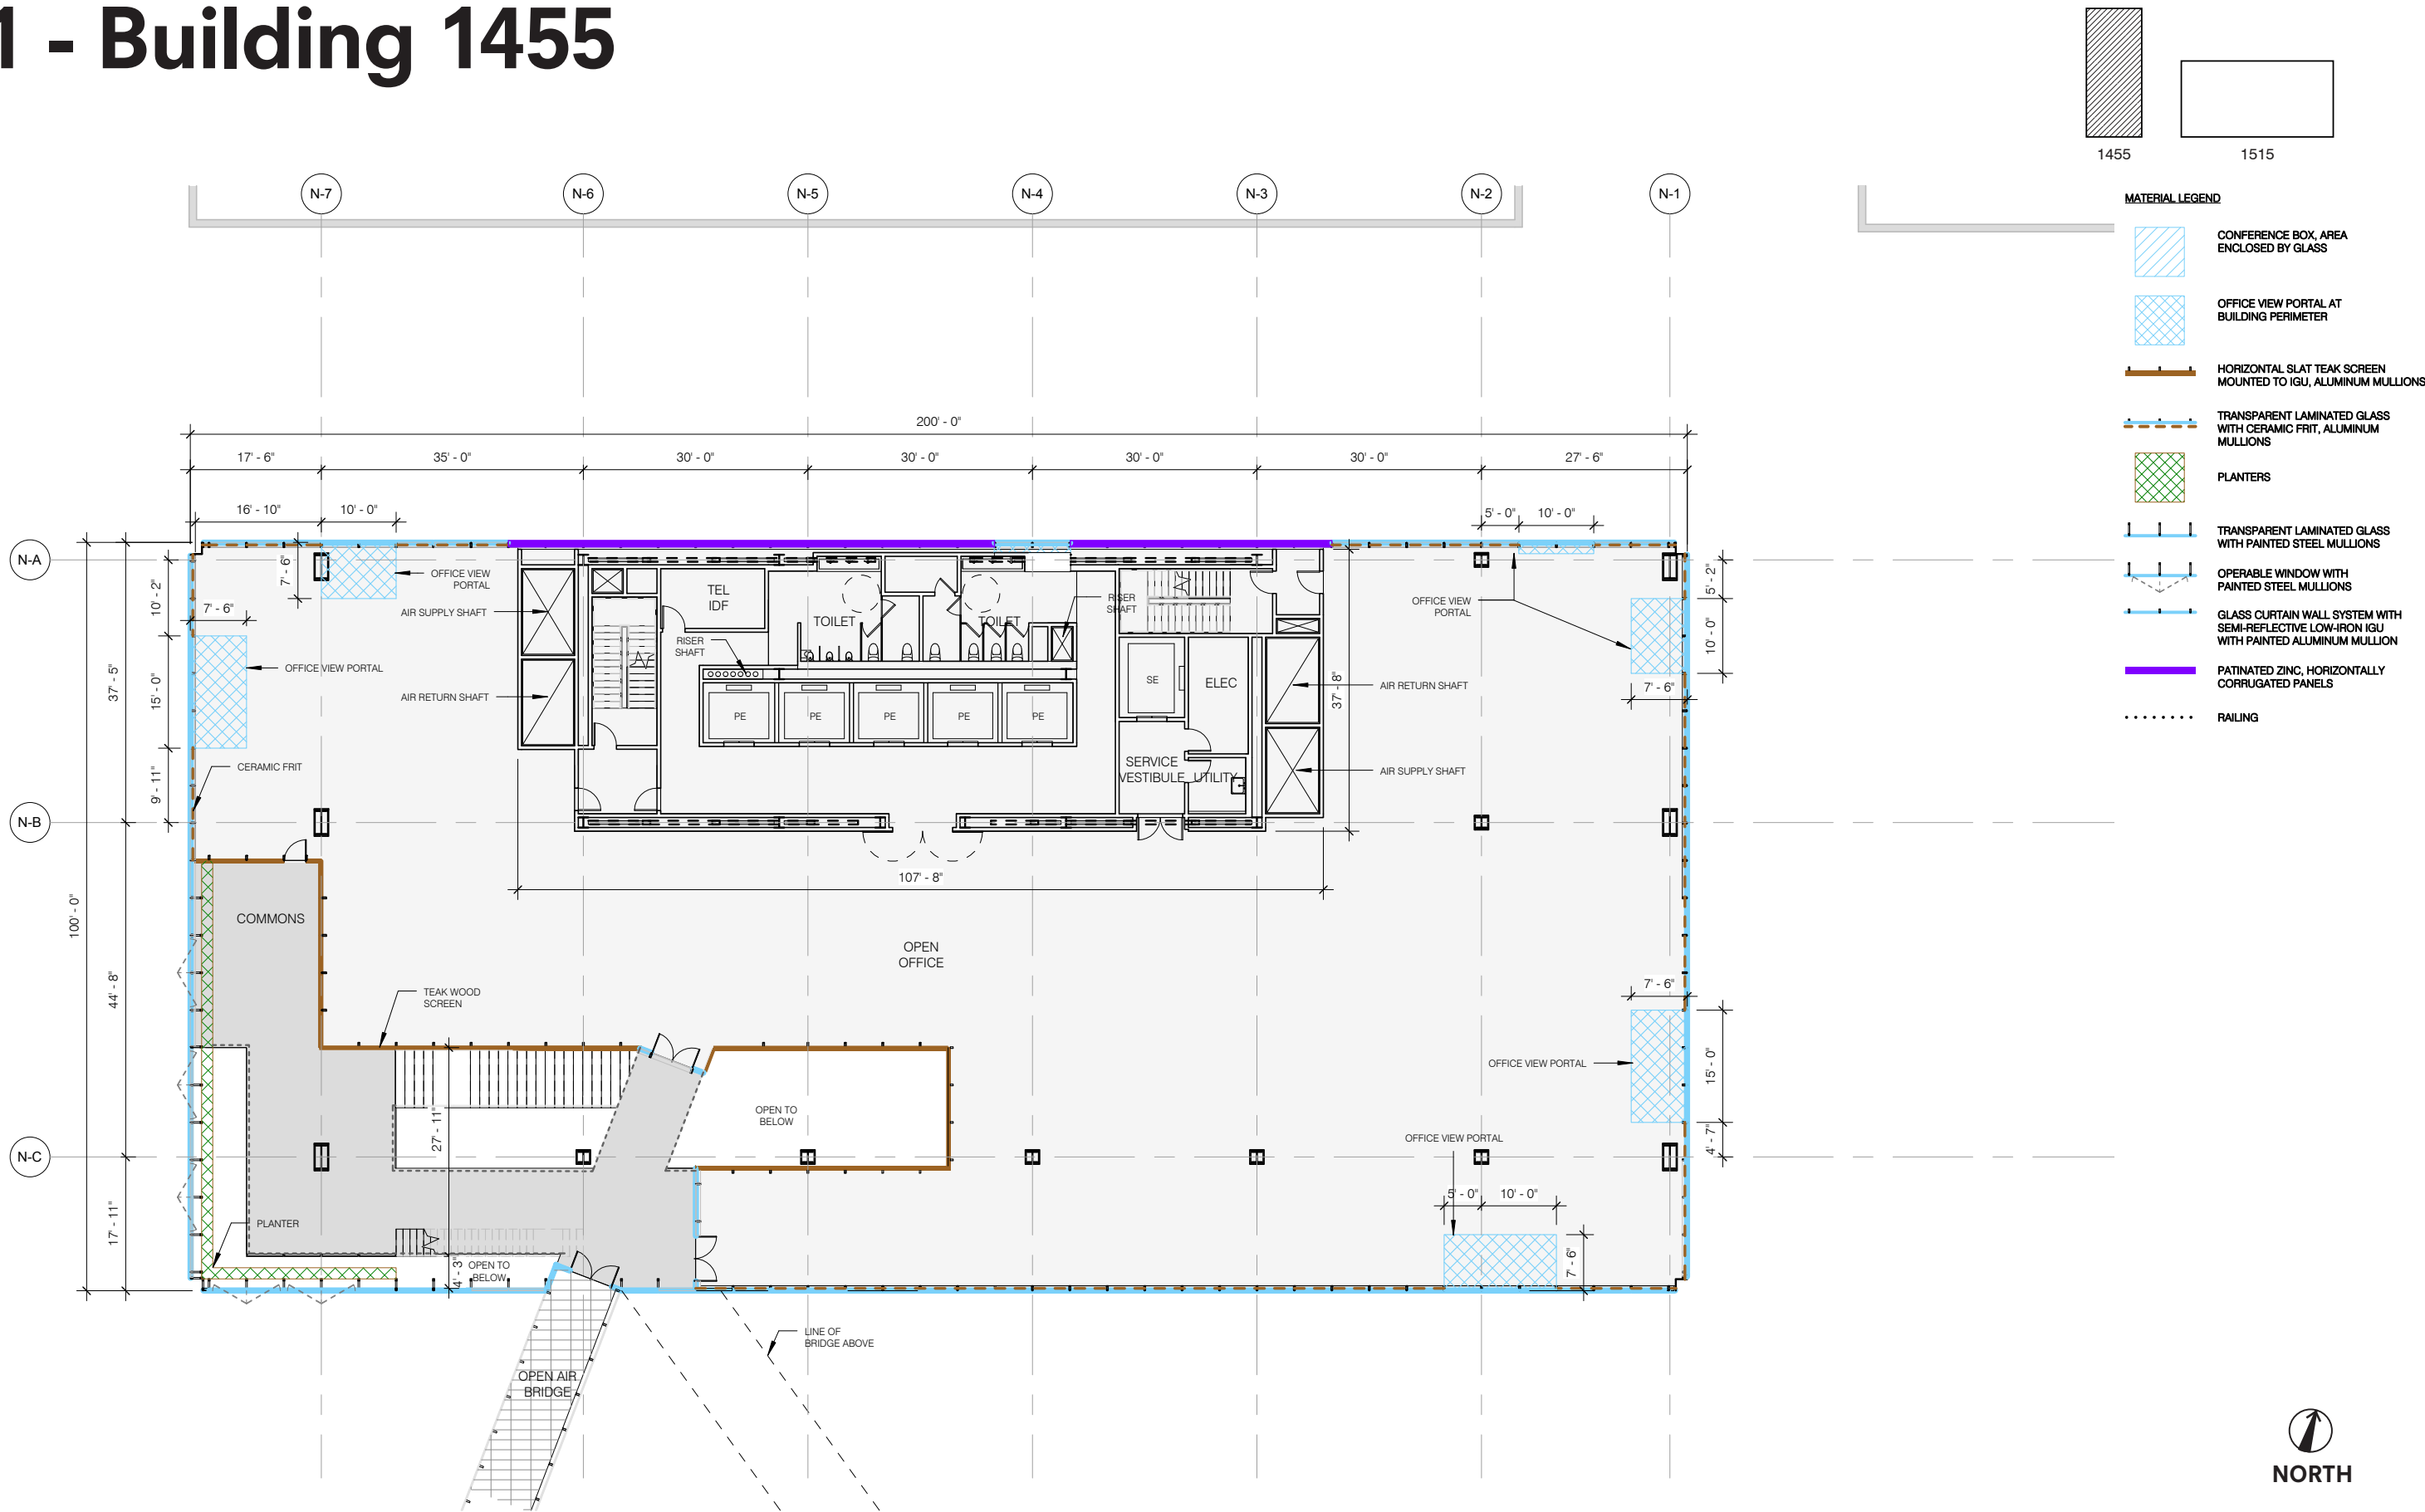 1 - Building 1455
1455
1515
MATERIAL LEGEND
CONFERENCE BOX, AREA
ENCLOSED BY GLASS
OFFICE VIEW PORTAL AT
BUILDING PERIMETER
HORIZONTAL SLAT TEAK SCREEN
MOUNTED TO IGU, ALUMINUM MULLIONS
TRANSPARENT LAMINATED GLASS
WITH CERAMIC FRIT, ALUMINUM
MULLIONS
PLANTERS
TRANSPARENT LAMINATED GLASS
WITH PAINTED STEEL MULLIONS
OPERABLE WINDOW WITH
PAINTED STEEL MULLIONS
GLASS CURTAIN WALL SYSTEM WITH
SEMI-REFLECTIVE LOW-IRON IGU
WITH PAINTED ALUMINUM MULLION
PATINATED ZINC, HORIZONTALLY
CORRUGATED PANELS
RAILING
N-7
N-6
N-5
N-4
N-3
N-2
N-1
200' - 0"
17' - 6"
35' - 0"
30' - 0"
30' - 0"
30' - 0"
30' - 0"
27' - 6"
16' - 10"
10' - 0"
5' - 0"
10' - 0"
N-A
N-B
N-C
100' - 0"
37' - 5"
44' - 8"
17' - 11"
10' - 2"
15' - 0"
9' - 11"
7' - 6"
7' - 6"
OFFICE VIEW
PORTAL
AIR SUPPLY SHAFT
OFFICE VIEW PORTAL
AIR RETURN SHAFT
CERAMIC FRIT
TEL
IDF
TOILET
TOILET
RISER
SHAFT
RISER
SHAFT
PE
PE
PE
PE
PE
SE
ELEC
SERVICE
VESTIBULE
UTILITY
37' - 8"
AIR RETURN SHAFT
AIR SUPPLY SHAFT
OFFICE VIEW
PORTAL
5' - 2"
10' - 0"
7' - 6"
107' - 8"
COMMONS
OPEN
OFFICE
TEAK WOOD
SCREEN
7' - 6"
OFFICE VIEW PORTAL
15' - 0"
4' - 7"
OPEN TO
BELOW
27' - 11"
OFFICE VIEW PORTAL
5' - 0"
10' - 0"
7' - 6"
PLANTER
OPEN TO
BELOW
4' - 3"
LINE OF
BRIDGE ABOVE
OPEN AIR
BRIDGE
NORTH